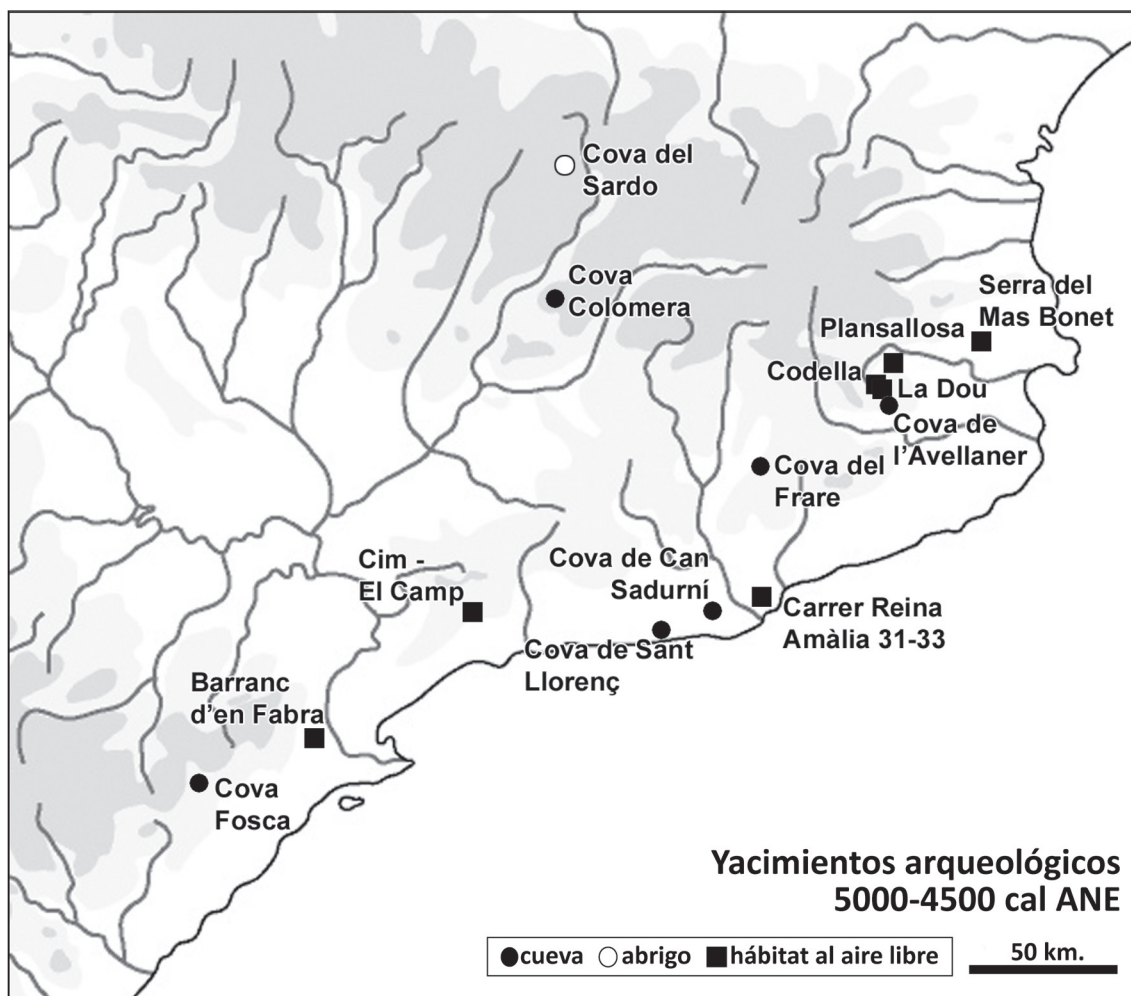 Cova del
Sardo
Cova
Colomera
Serra del
Mas Bonet
Plansallosa
Codella
La Dou
Cova de
l'Avellaner
Cova del
Frare
Cim -
El Camp
Cova de Can
Sadurní
Carrer Reina
Amàlia 31-33
Cova de Sant
Llorenç
Barranc
d'en Fabra
Cova
Fosca
Yacimientos arqueológicos
5000-4500 cal ANE
cueva abrigo hábitat al aire libre
50 km.